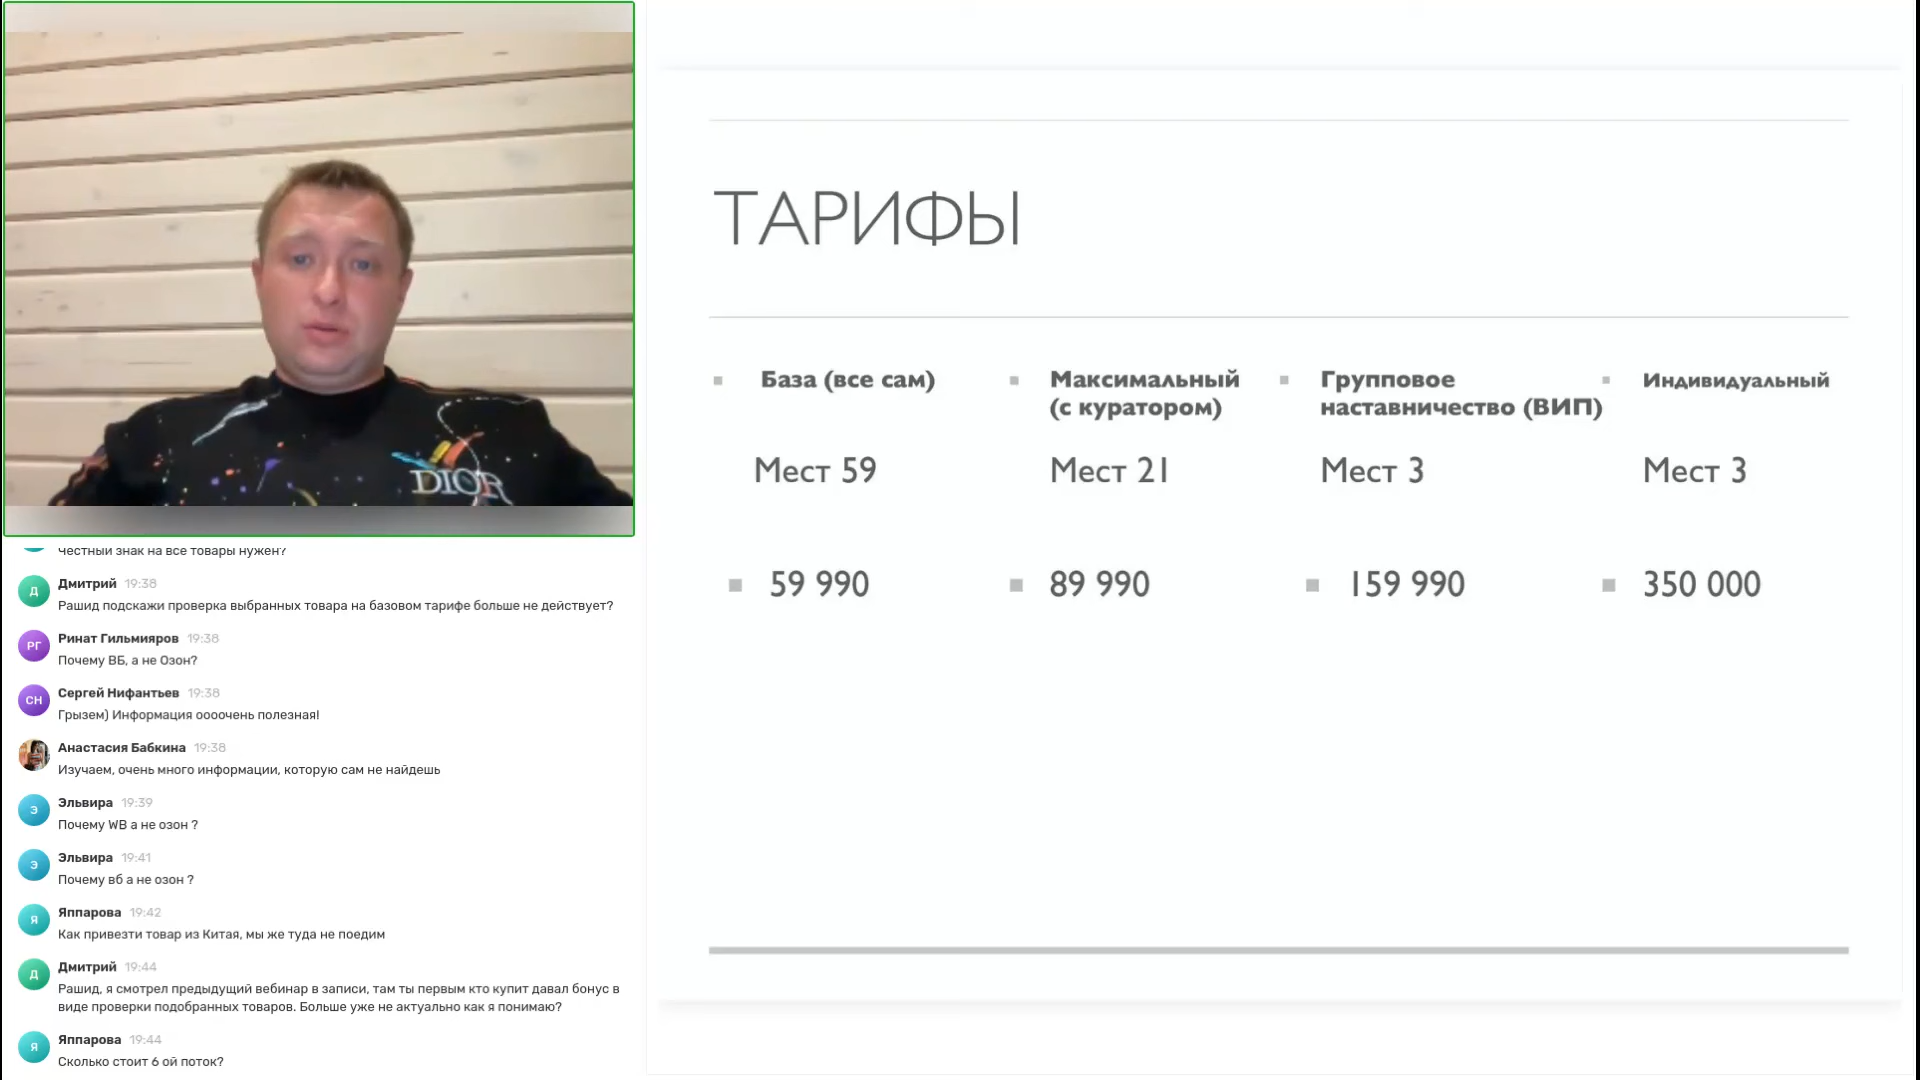 DIOR
Честный знак на все товары нужен?
Д
Дмитрий 19:38
Рашид подскажи проверка выбранных товара на базовом тарифе больше не действует?
РГ
Ринат Гильмияров 19:38
Почему ВБ, а не Озон?
СН
Сергей Нифантьев 19:38
Грызем) Информация оооочень полезная!
Анастасия Бабкина 19:38
Изучаем, очень много информации, которую сам не найдешь
Э
Эльвира 19:39
Почему WB а не озон ?
Э
Эльвира 19:41
Почему вб а не озон ?
Я
Яппарова 19:42
Как привезти товар из Китая, мы же туда не поедим
Д
Дмитрий 19:44
Рашид, я смотрел предыдущий вебинар в записи, там ты первым кто купит давал бонус в
виде проверки подобранных товаров. Больше уже не актуально как я понимаю?
Я
Яппарова 19:44
Сколько стоит 6 ой поток?
ТАРИФЫ
База (все сам)
Мест 59
59 990
Максимальный
(с куратором)
Мест 21
89 990
Групповое
наставничество (ВИП)
Мест 3
159 990
Индивидуальный
Мест 3
350 000